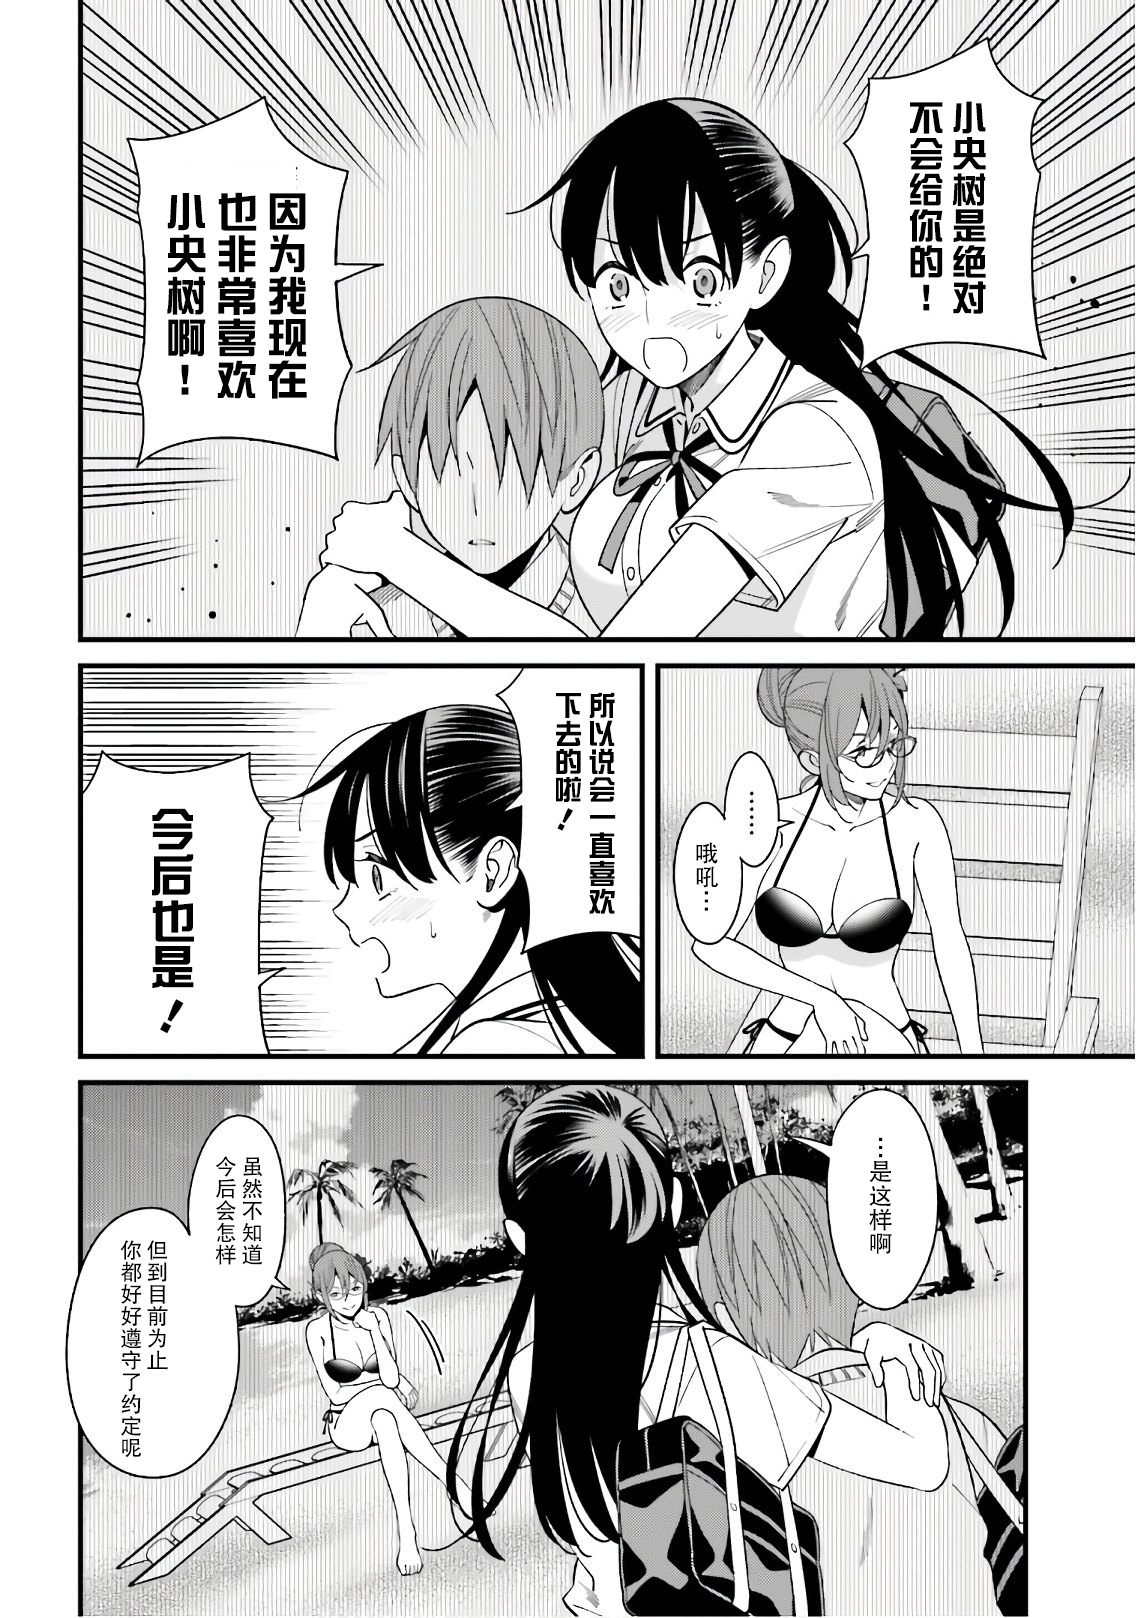 小央树是绝对
不会给你的！
因为我现在
也非常喜欢
小央树啊！
……
……
哦吼…
所以说会一直喜欢
下去的啦！
今后也是！
…是这样啊
虽然不知道
今后会怎样
但到目前为止
你都好好遵守了约定呢